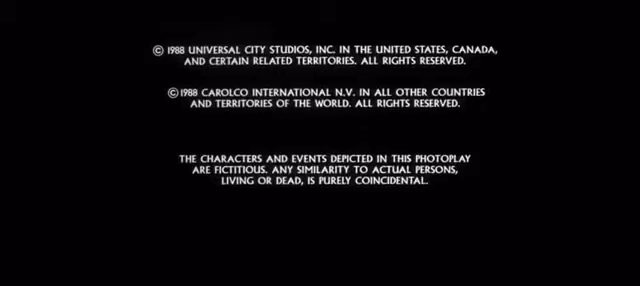 © 1988 UNIVERSAL CITY STUDIOS, INC. IN THE UNITED STATES, CANADA,
AND CERTAIN RELATED TERRITORIES. ALL RIGHTS RESERVED.
© 1988 CAROLCO INTERNATIONAL N.V. IN ALL OTHER COUNTRIES
AND TERRITORIES OF THE WORLD. ALL RIGHTS RESERVED.
THE CHARACTERS AND EVENTS DEPICTED IN THIS PHOTOPLAY
ARE FICTITIOUS. ANY SIMILARITY TO ACTUAL PERSONS,
LIVING OR DEAD, IS PURELY COINCIDENTAL.